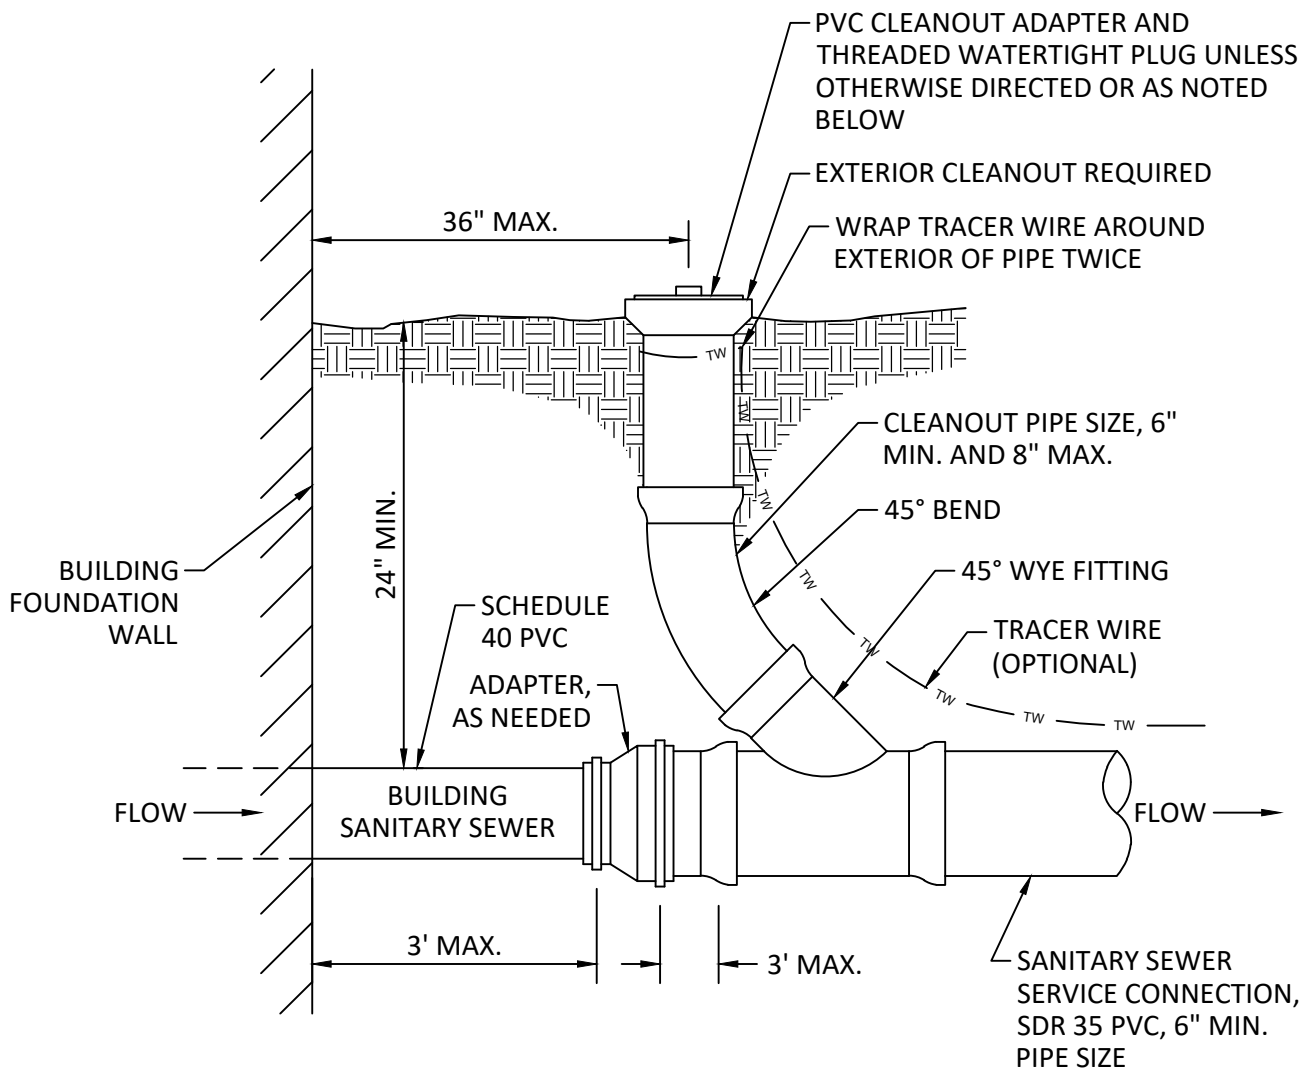 PVC CLEANOUT ADAPTER AND
THREADED WATERTIGHT PLUG UNLESS
OTHERWISE DIRECTED OR AS NOTED
BELOW
EXTERIOR CLEANOUT REQUIRED
36" MAX.
WRAP TRACER WIRE AROUND
EXTERIOR OF PIPE TWICE
TW
TW
CLEANOUT PIPE SIZE, 6"
MIN. AND 8" MAX.
TW
45° BEND
24" MIN.
BUILDING
FOUNDATION
WALL
TW
45° WYE FITTING
SCHEDULE
40 PVC
TW
TRACER WIRE
(OPTIONAL)
ADAPTER,
AS NEEDED
TW
TW
TW
FLOW
BUILDING
SANITARY SEWER
FLOW
3' MAX.
3' MAX.
SANITARY SEWER
SERVICE CONNECTION,
SDR 35 PVC, 6" MIN.
PIPE SIZE